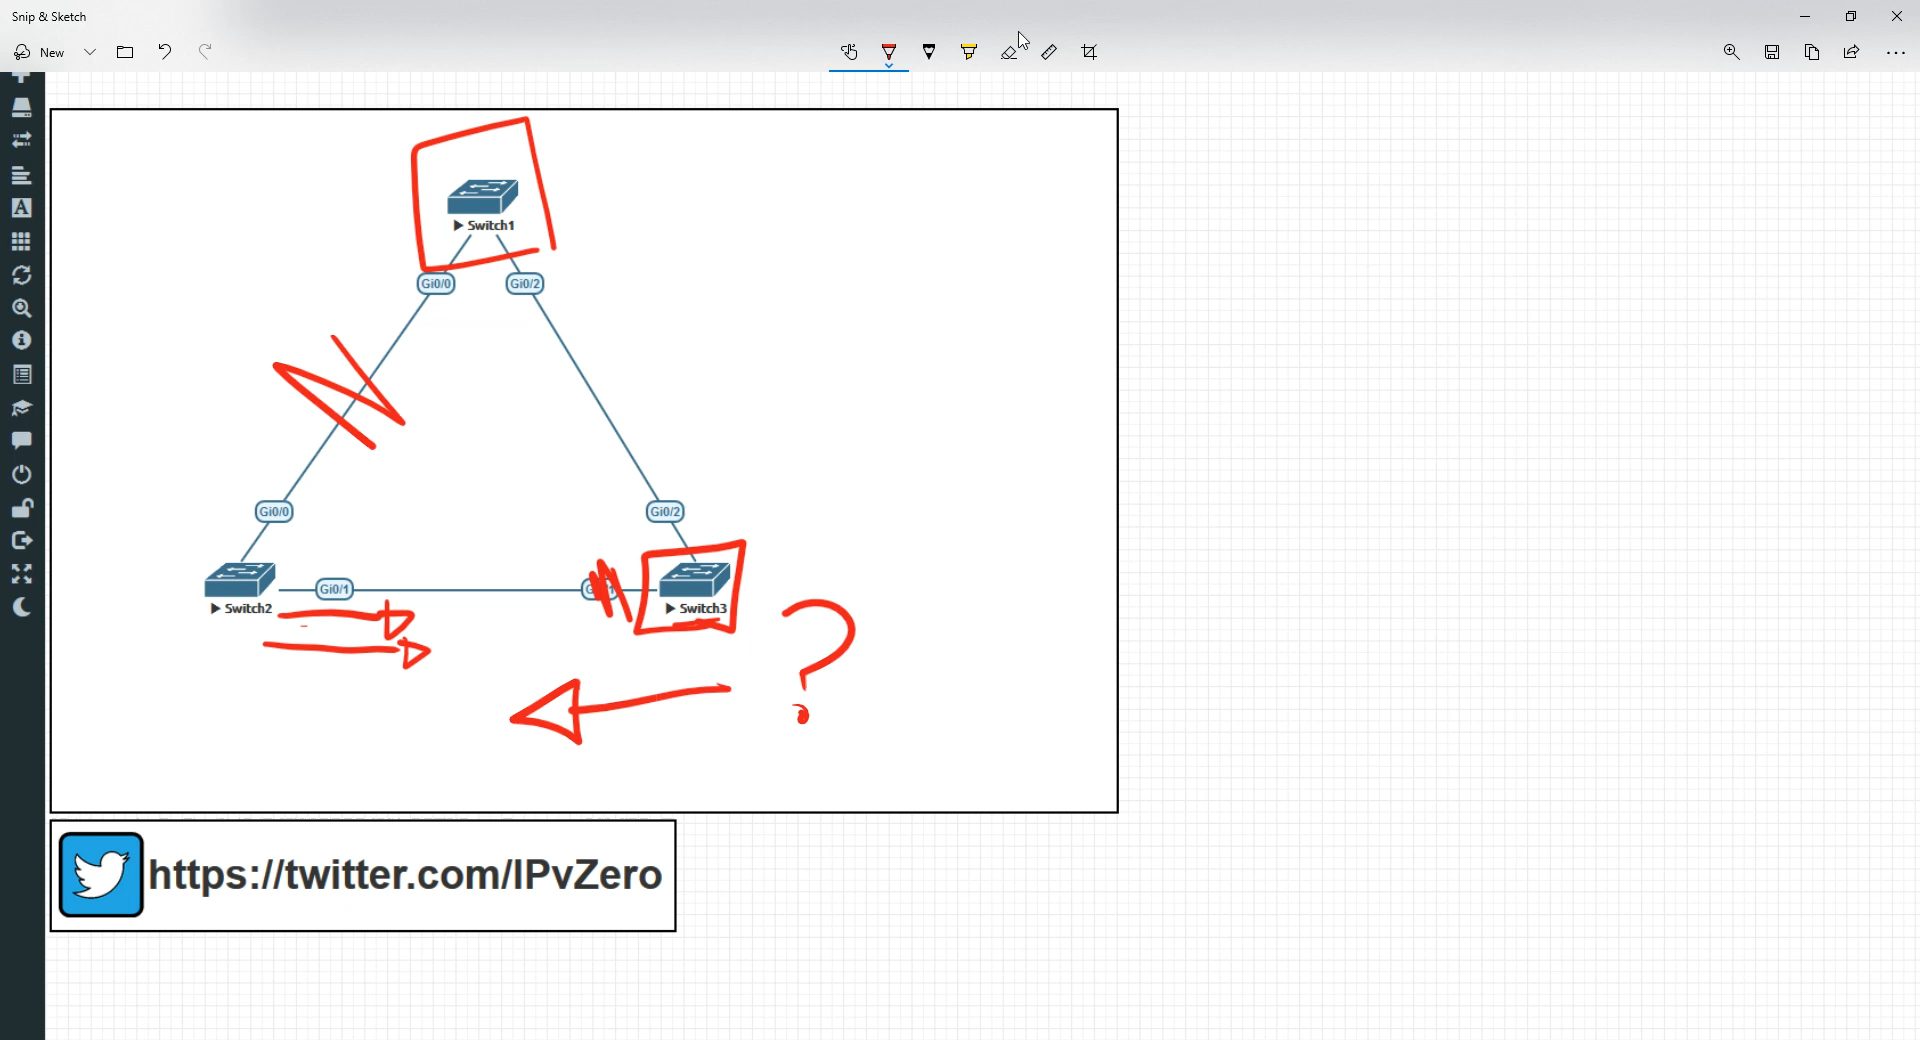 Snip & Sketch
New
Switch1
Gi0/0
Gi0/2
Gi0/0
Gi0/2
Gi0/1
Switch2
Switch3
?
https://twitter.com/IPvZero